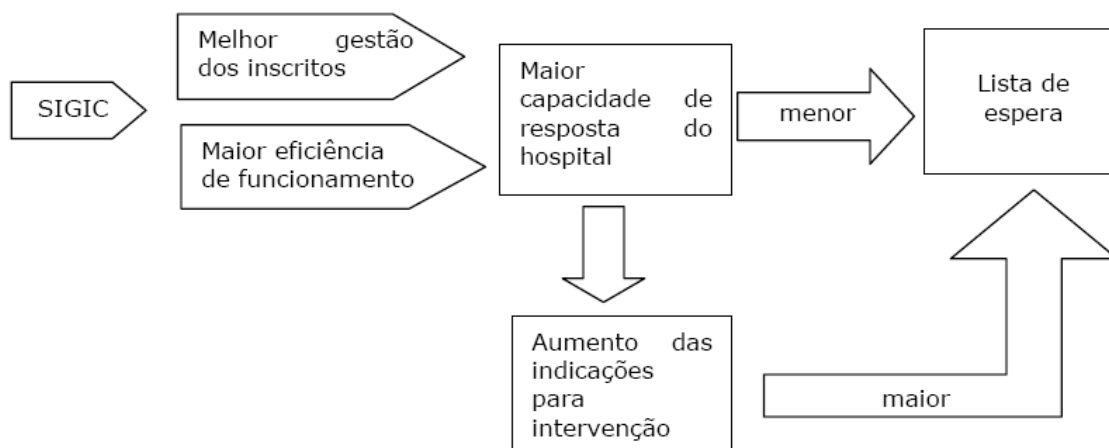 SIGIC
Melhor gestão
dos inscritos
Maior eficiência
de funcionamento
Maior
capacidade de
resposta do
hospital
menor
Lista de
espera
Aumento das
indicações
para
intervenção
maior